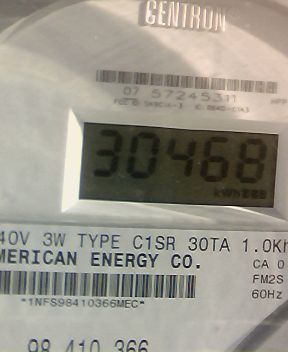 CENTRON
07 57245311
30468
kWh
40V 3W TYPE C1SR 30TA 1.0Kh
MERICAN ENERGY CO.
CA 0
FM2S
60Hz
*1NFS98410366MEC*
98 410 366